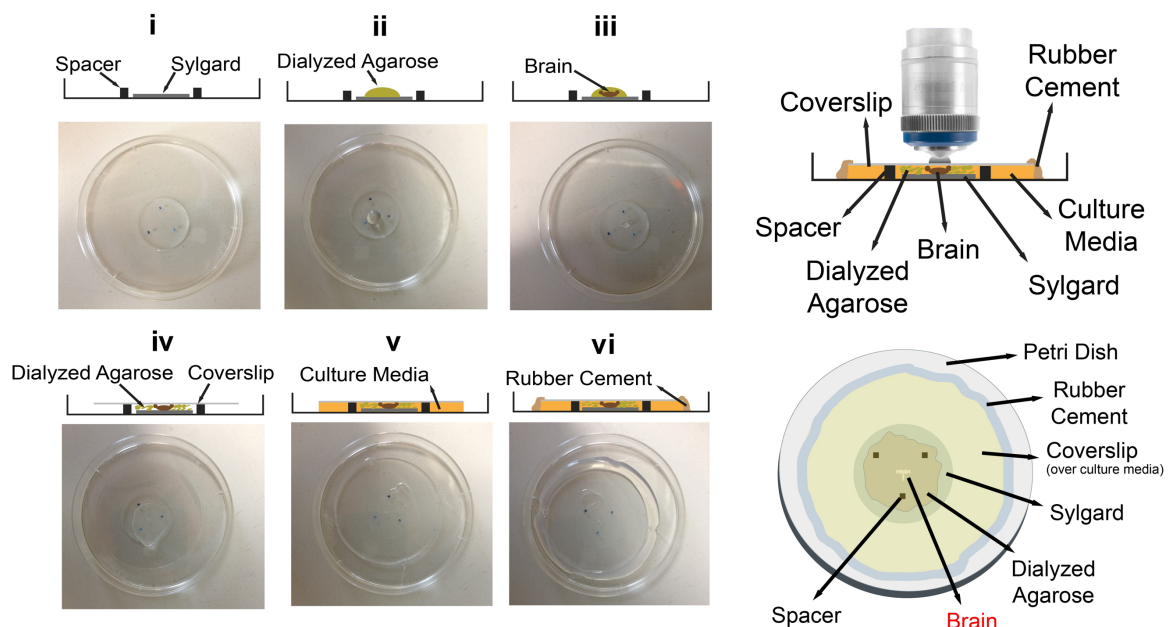 i
Spacer
Sylgard
ii
Dialyzed Agarose
iii
Brain
iv
Dialyzed Agarose
Coverslip
v
Culture Media
vi
Rubber Cement
Coverslip
Rubber
Cement
Spacer
Dialyzed
Agarose
Brain
Sylgard
Culture
Media
Petri Dish
Rubber
Cement
Coverslip
(over culture media)
Sylgard
Dialyzed
Agarose
Spacer
Brain